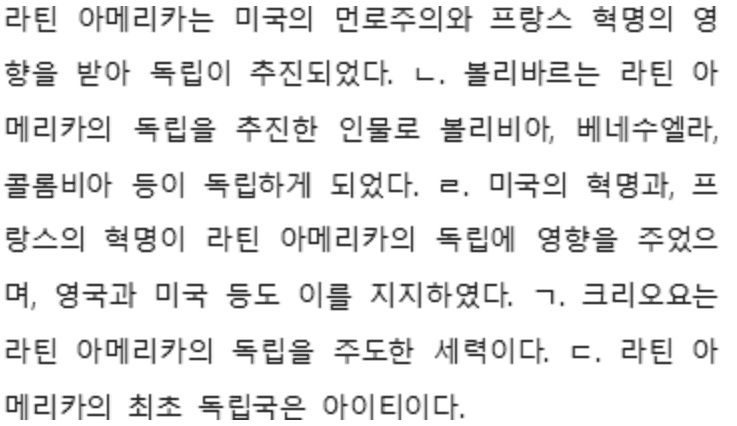 라틴 아메리카는 미국의 먼로주의와 프랑스 혁명의 영
향을 받아 독립이 추진되었다. ㄴ. 볼리바르는 라틴 아
메리카의 독립을 추진한 인물로 볼리비아, 베네수엘라,
콜롬비아 등이 독립하게 되었다. ㄹ. 미국의 혁명과, 프
랑스의 혁명이 라틴 아메리카의 독립에 영향을 주었으
며, 영국과 미국 등도 이를 지지하였다. ㄱ. 크리오요는
라틴 아메리카의 독립을 주도한 세력이다. ㄷ. 라틴 아
메리카의 최초 독립국은 아이티이다.